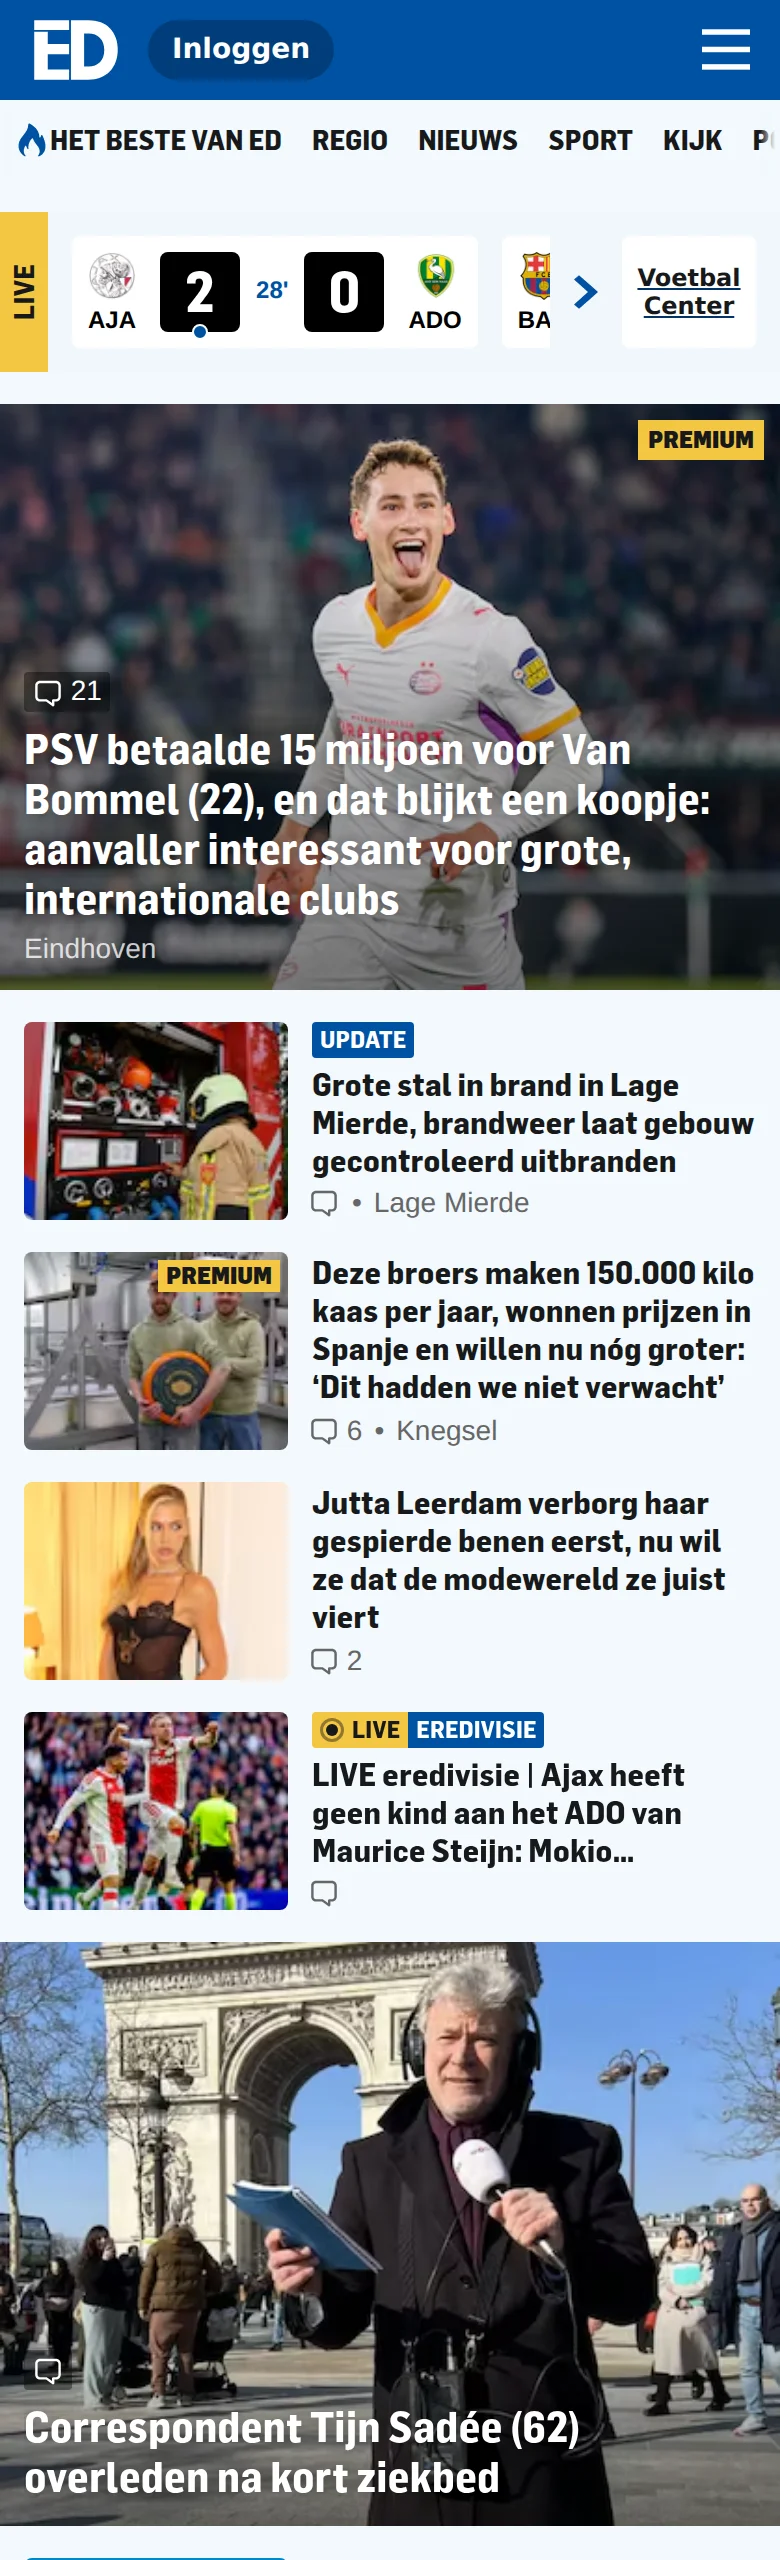 ED
Inloggen
HET BESTE VAN ED REGIO NIEUWS SPORT KIJK
LIVE
AJA
2
28'
0
ADO
BA
Voetbal
Center
PREMIUM
21
PSV betaalde 15 miljoen voor Van
Bommel (22), en dat blijkt een koopje:
aanvaller interessant voor grote,
internationale clubs
Eindhoven
UPDATE
Grote stal in brand in Lage
Mierde, brandweer laat gebouw
gecontroleerd uitbranden
• Lage Mierde
PREMIUM
Deze broers maken 150.000 kilo
kaas per jaar, wonnen prijzen in
Spanje en willen nu nóg groter:
‘Dit hadden we niet verwacht’
6 • Knegsel
Jutta Leerdam verborg haar
gespierde benen eerst, nu wil
ze dat de modewereld ze juist
viert
2
LIVE EREDIVISIE
LIVE eredivisie | Ajax heeft
geen kind aan het ADO van
Maurice Steijn: Mokio...
Correspondent Tijn Sadée (62)
overleden na kort ziekbed